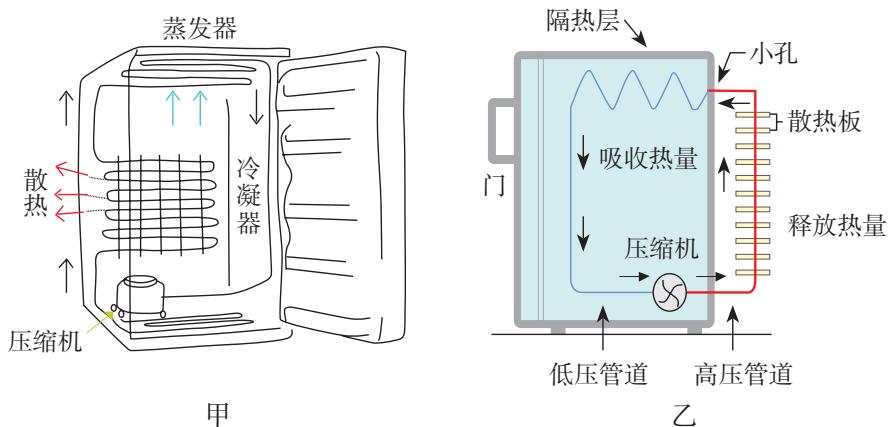 蒸发器
散热
冷凝器
压缩机
甲
隔热层
小孔
散热板
吸收热量
门
释放热量
压缩机
低压管道
高压管道
乙